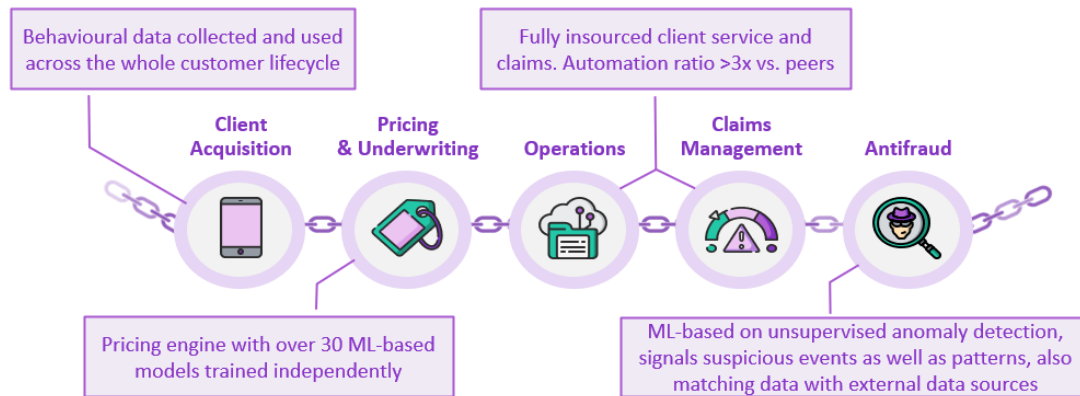 Behavioural data collected and used
across the whole customer lifecycle
Fully insourced client service and
claims. Automation ratio >3x vs. peers
Client
Acquisition
Pricing
& Underwriting
Operations
Claims
Management
Antifraud
Pricing engine with over 30 ML-based
models trained independently
ML-based on unsupervised anomaly detection,
signals suspicious events as well as patterns, also
matching data with external data sources